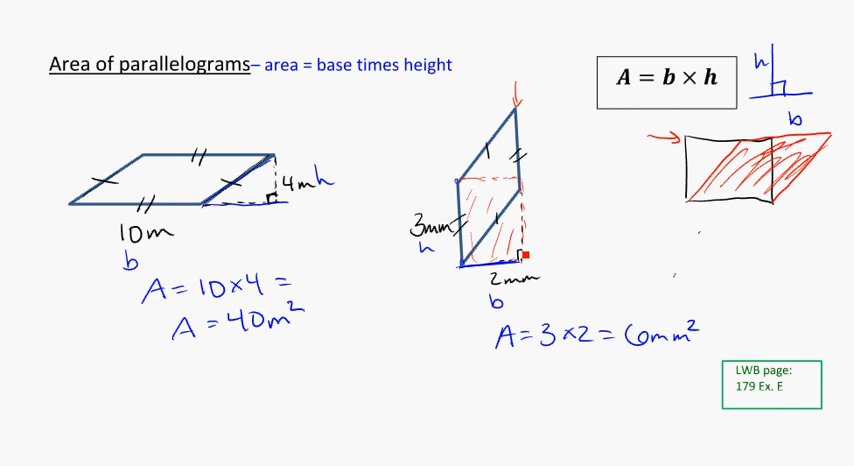 Area of parallelograms– area = base times height
A = b × h
h
b
4m h
10m
b
A = 10 × 4 =
A = 40m²
3mm
h
2mm
b
A = 3 × 2 = 6mm²
LWB page:
179 Ex. E